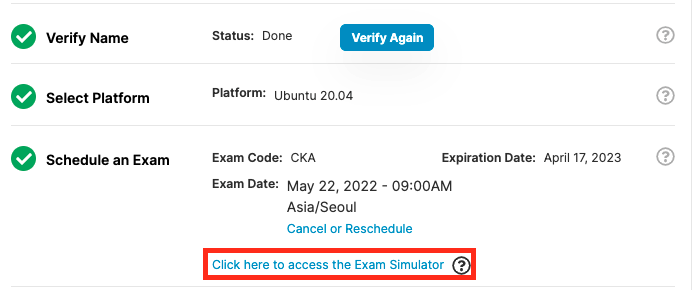 Verify Name Status: Done Verify Again ?
Select Platform Platform: Ubuntu 20.04 ?
Schedule an Exam Exam Code: CKA Expiration Date: April 17, 2023 ?
Exam Date: May 22, 2022 - 09:00AM
Asia/Seoul
Cancel or Reschedule
Click here to access the Exam Simulator ?